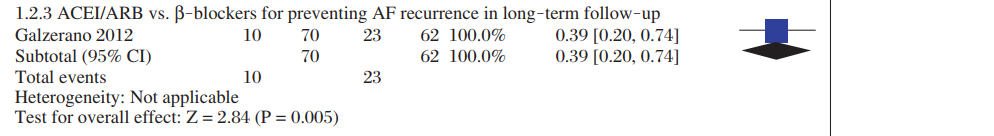 1.2.3 ACEI/ARB vs. β-blockers for preventing AF recurrence in long-term follow-up
Galzerano 2012 10 70 23 62 100.0% 0.39 [0.20, 0.74]
Subtotal (95% CI) 70 62 100.0% 0.39 [0.20, 0.74]
Total events 10 23
Heterogeneity: Not applicable
Test for overall effect: Z = 2.84 (P = 0.005)